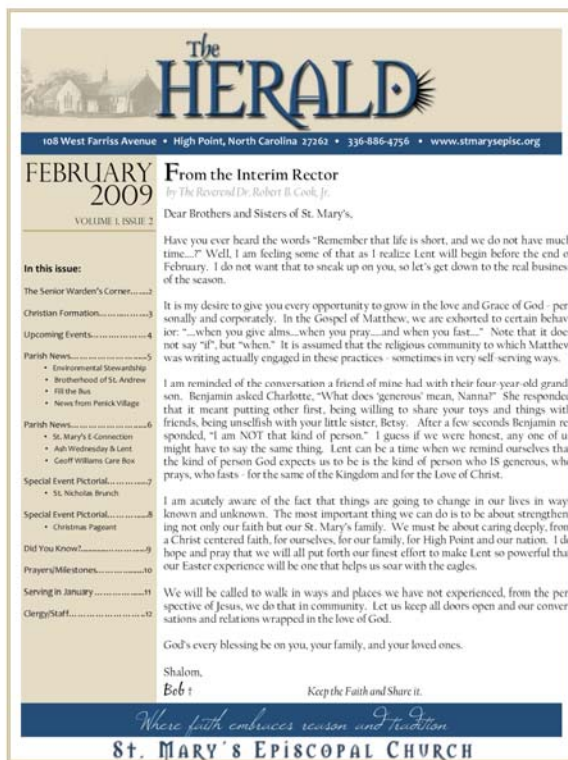 The
HERALD
108 West Farriss Avenue • High Point, North Carolina 27262 • 336-886-4756 • www.stmarysepisc.org
FEBRUARY
2009
VOLUME 1, ISSUE 2
In this issue:
The Senior Warden's Corner.....2
Christian Formation................3
Upcoming Events...................4
Parish News..........................5
• Environmental Stewardship
• Brotherhood of St. Andrew
• Fill the Bus
• News from Penick Village
Parish News..........................6
• St. Mary's E-Connection
• Ash Wednesday & Lent
• Geoff Williams Care Box
Special Event Pictorial............7
• St. Nicholas Brunch
Special Event Pictorial............8
• Christmas Pageant
Did You Know?......................9
Prayers/Milestones................10
Serving in January.................11
Clergy/Staff..........................12
From the Interim Rector
by The Reverend Dr. Robert B. Cook, Jr.
Dear Brothers and Sisters of St. Mary's,
Have you ever heard the words "Remember that life is short, and we do not have much
time....?" Well, I am feeling some of that as I realize Lent will begin before the end o
February. I do not want that to sneak up on you, so let's get down to the real busines
of the season.
It is my desire to give you every opportunity to grow in the love and Grace of God - per
sonally and corporately. In the Gospel of Matthew, we are exhorted to certain behav
ior: "....when you give alms....when you pray....and when you fast...." Note that it doe
not say "if", but "when." It is assumed that the religious community to which Matthew
was writing actually engaged in these practices - sometimes in very self-serving ways.
I am reminded of the conversation a friend of mine had with their four-year-old grand
son. Benjamin asked Charlotte, "What does 'generous' mean, Nanna?" She responded
that it meant putting other first, being willing to share your toys and things with
friends, being unselfish with your little sister, Betsy. After a few seconds Benjamin re
sponded, "I am NOT that kind of person." I guess if we were honest, any one of u
might have to say the same thing. Lent can be a time when we remind ourselves tha
the kind of person God expects us to be is the kind of person who IS generous, who
prays, who fasts - for the same of the Kingdom and for the Love of Christ.
I am acutely aware of the fact that things are going to change in our lives in way
known and unknown. The most important thing we can do is to be about strengthen
ing not only our faith but our St. Mary's family. We must be about caring deeply, from
a Christ centered faith, for ourselves, for our family, for High Point and our nation. I do
hope and pray that we will all put forth our finest effort to make Lent so powerful tha
our Easter experience will be one that helps us soar with the eagles.
We will be called to walk in ways and places we have not experienced, from the per
spective of Jesus, we do that in community. Let us keep all doors open and our conver
sations and relations wrapped in the love of God.
God's every blessing be on you, your family, and your loved ones.
Shalom,
Bob † Keep the Faith and Share it.
Where faith embraces reason and tradition
St. Mary's Episcopal Church